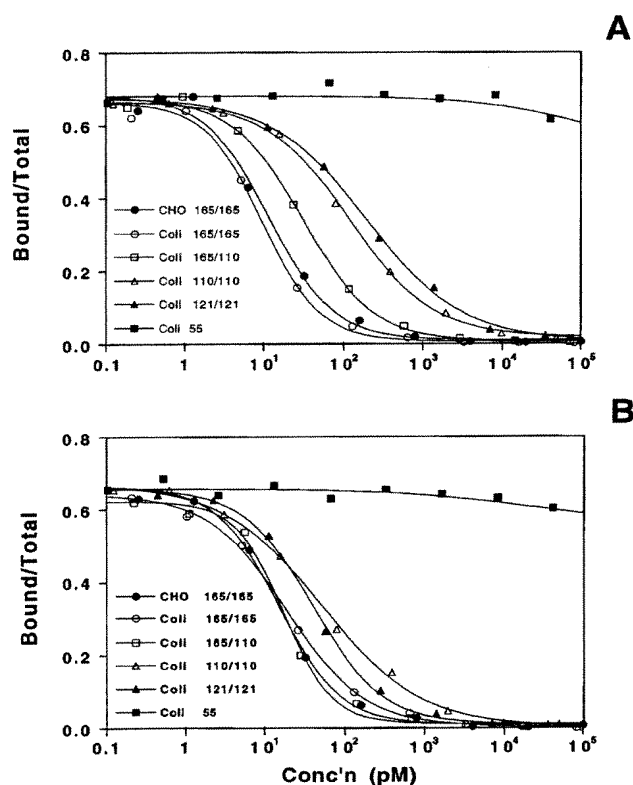 A
0.8
0.6
0.4
0.2
0.0
Bound/Total
CHO 165/165
Coli 165/165
Coli 165/110
Coli 110/110
Coli 121/121
Coli 55
0.1 1 10¹ 10² 10³ 10⁴ 10⁵
B
0.8
0.6
0.4
0.2
0.0
Bound/Total
CHO 165/165
Coli 165/165
Coli 165/110
Coli 110/110
Coli 121/121
Coli 55
0.1 1 10¹ 10² 10³ 10⁴ 10⁵
Conc'n (pM)